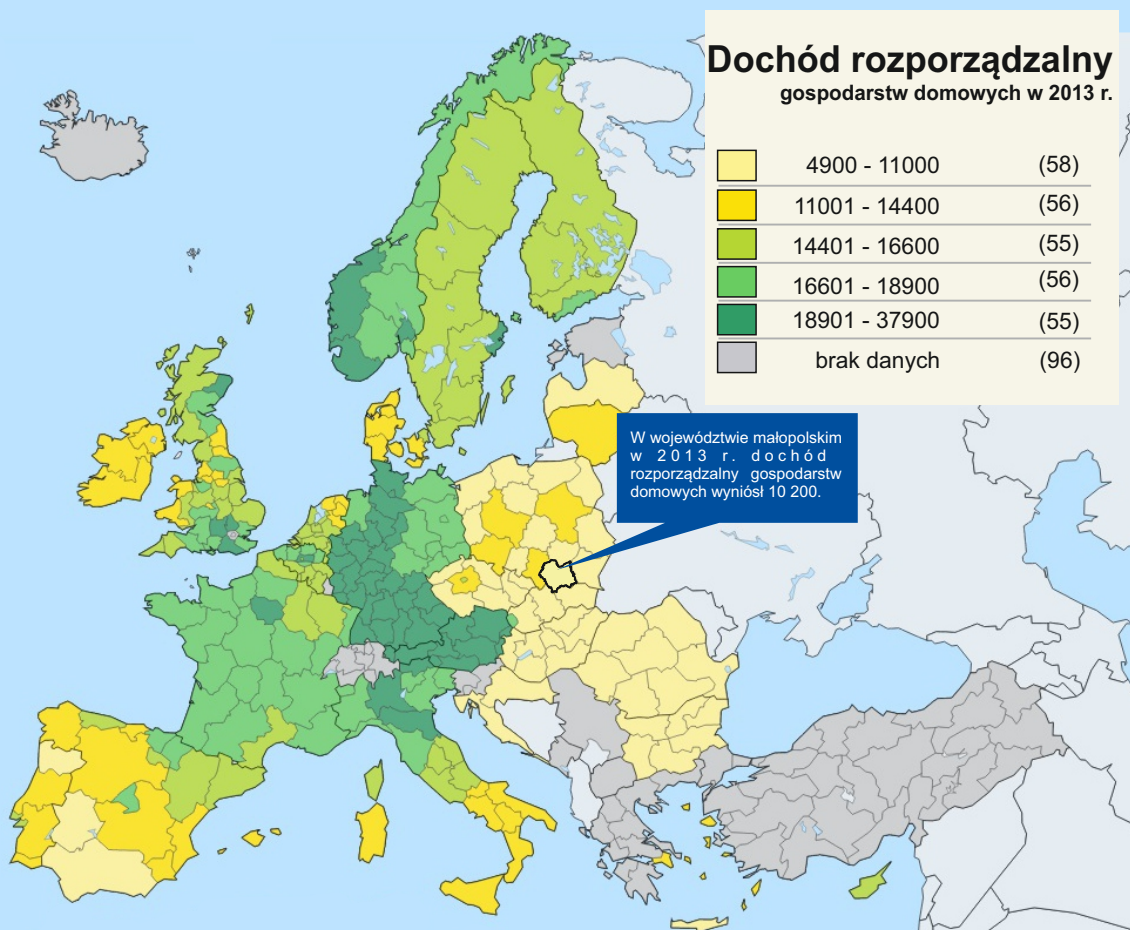 Dochód rozporządzalny
gospodarstw domowych w 2013 r.
4900 - 11000 (58)
11001 - 14400 (56)
14401 - 16600 (55)
16601 - 18900 (56)
18901 - 37900 (55)
brak danych (96)
W województwie małopolskim
w 2013 r. dochód
rozporządzalny gospodarstw
domowych wyniósł 10 200.